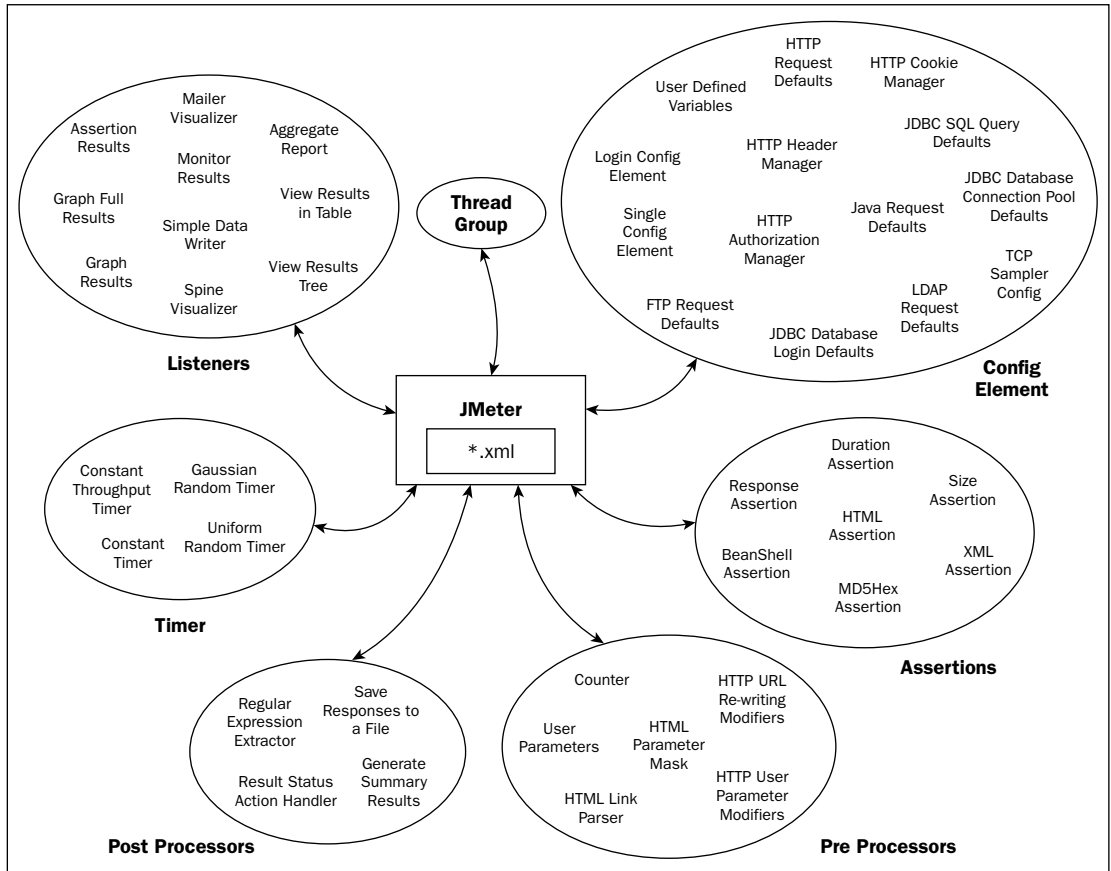 Mailer
Visualizer
Assertion
Results
Aggregate
Report
Monitor
Results
Graph Full
Results
View Results
in Table
Simple Data
Writer
Graph
Results
View Results
Tree
Spine
Visualizer
Listeners
Thread
Group
HTTP
Request
Defaults
HTTP Cookie
Manager
User Defined
Variables
JDBC SQL Query
Defaults
HTTP Header
Manager
Login Config
Element
JDBC Database
Connection Pool
Defaults
Java Request
Defaults
Single
Config
Element
HTTP
Authorization
Manager
TCP
Sampler
Config
LDAP
Request
Defaults
FTP Request
Defaults
JDBC Database
Login Defaults
Config
Element
JMeter
*.xml
Constant
Throughput
Timer
Gaussian
Random Timer
Constant
Timer
Uniform
Random Timer
Timer
Duration
Assertion
Response
Assertion
Size
Assertion
HTML
Assertion
BeanShell
Assertion
XML
Assertion
MD5Hex
Assertion
Assertions
Regular
Expression
Extractor
Save
Responses to
a File
Result Status
Action Handler
Generate
Summary
Results
Post Processors
Counter
HTTP URL
Re-writing
Modifiers
User
Parameters
HTML
Parameter
Mask
HTML Link
Parser
HTTP User
Parameter
Modifiers
Pre Processors